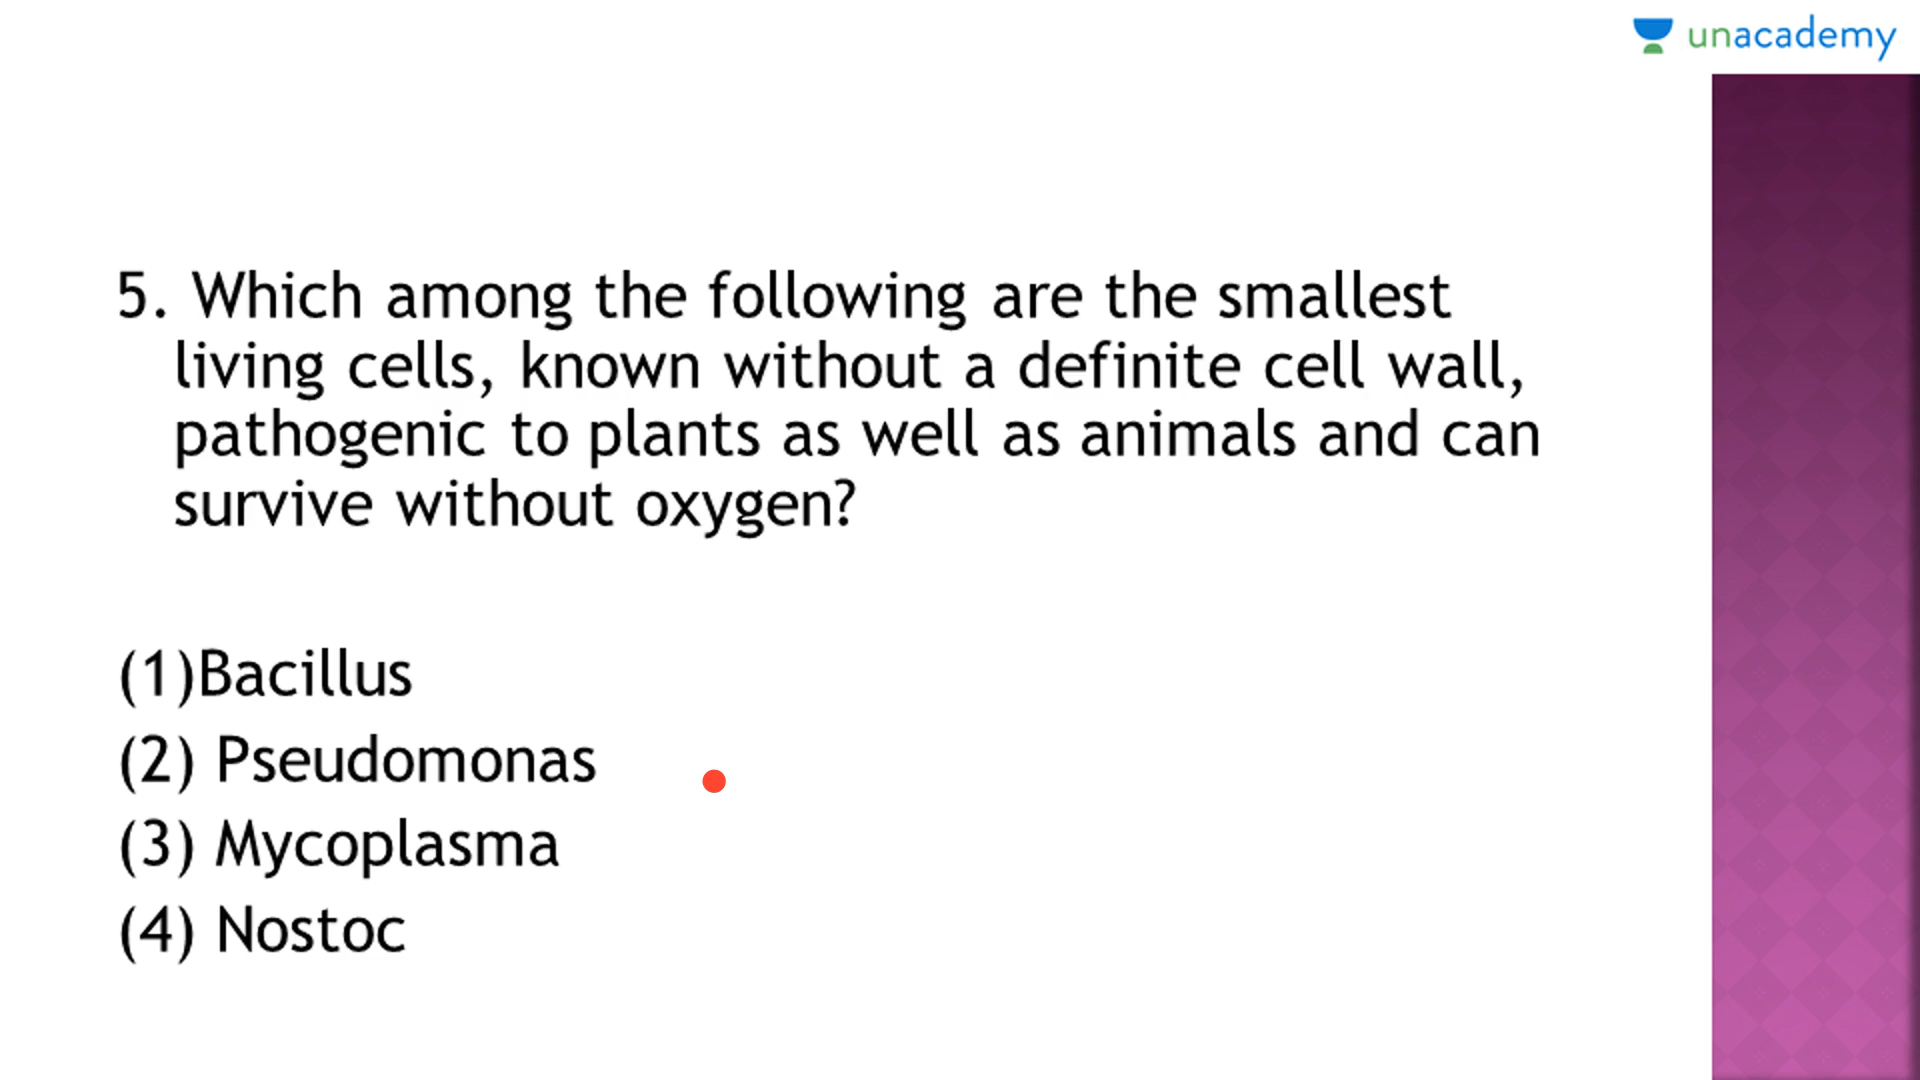 unacademy
5. Which among the following are the smallest
living cells, known without a definite cell wall,
pathogenic to plants as well as animals and can
survive without oxygen?
(1)Bacillus
(2) Pseudomonas
(3) Mycoplasma
(4) Nostoc